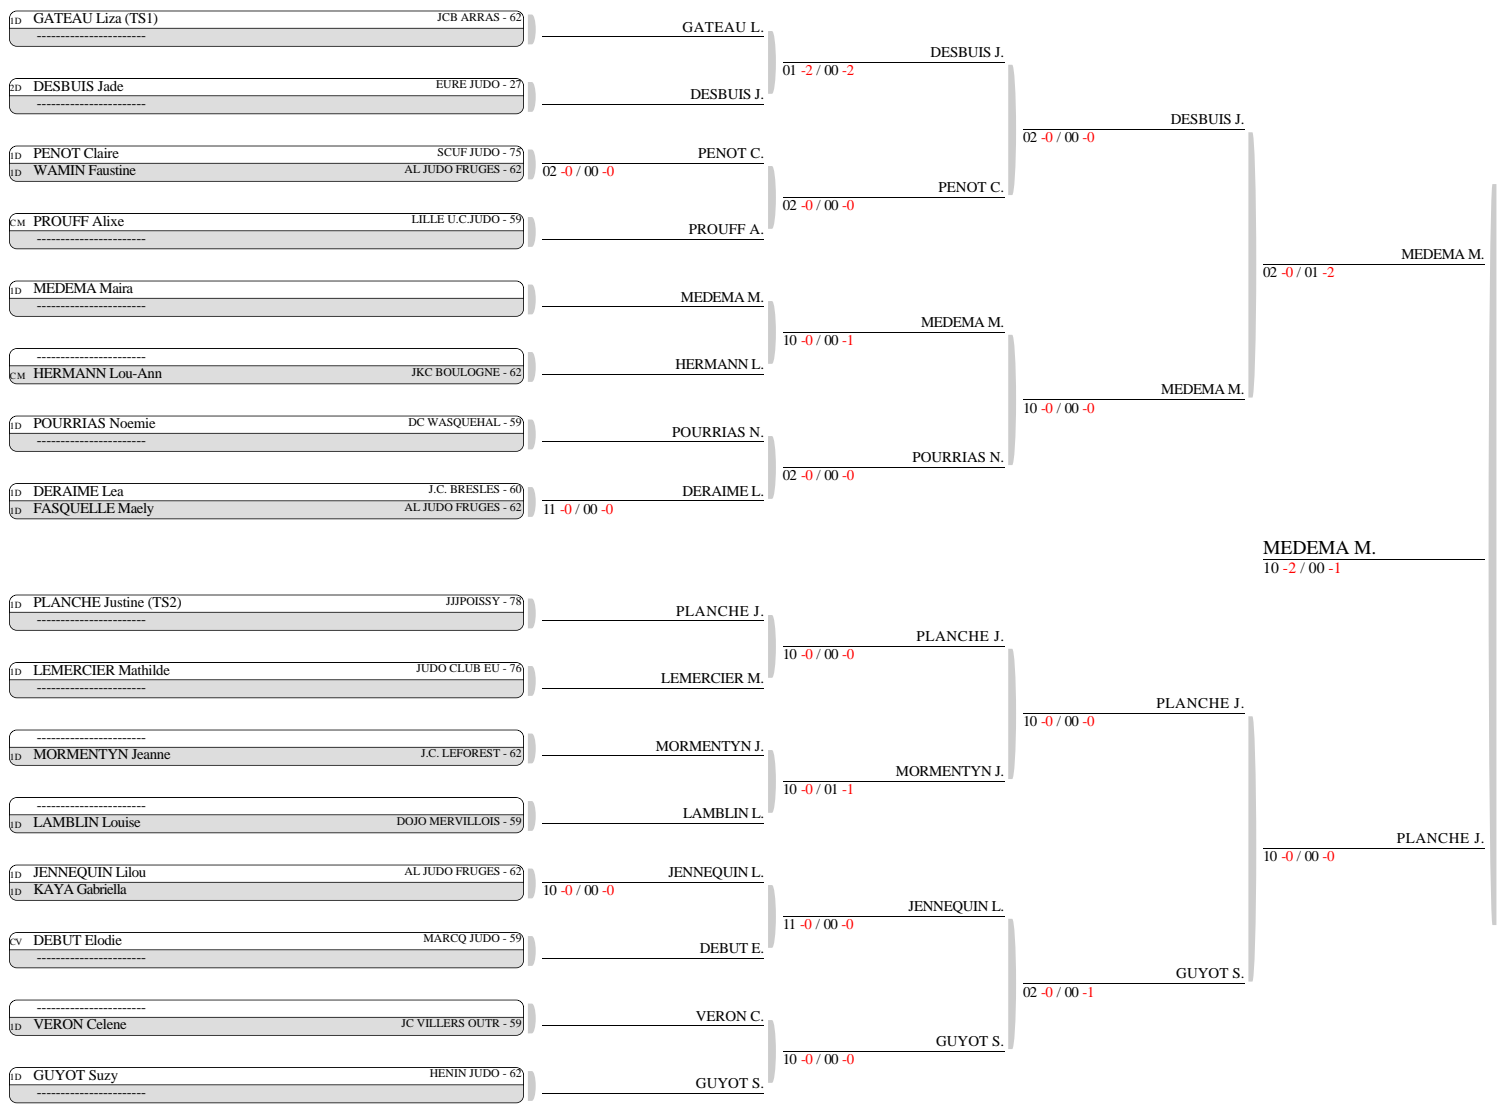 1D GATEAU Liza (TS1) JCB ARRAS - 62
-----------------------
2D DESBUIS Jade EURE JUDO - 27
-----------------------
1D PENOT Claire SCUF JUDO - 75
1D WAMIN Faustine AL JUDO FRUGES - 62
CM PROUFF Alixe LILLE U.C.JUDO - 59
-----------------------
1D MEDEMA Maira
-----------------------
-----------------------
CM HERMANN Lou-Ann JKC BOULOGNE - 62
1D POURRIAS Noemie DC WASQUEHAL - 59
-----------------------
1D DERAIME Lea J.C. BRESLES - 60
1D FASQUELLE Maely AL JUDO FRUGES - 62
1D PLANCHE Justine (TS2) JJJPOISSY - 78
-----------------------
1D LEMERCIER Mathilde JUDO CLUB EU - 76
-----------------------
-----------------------
1D MORMENTYN Jeanne J.C. LEFOREST - 62
-----------------------
1D LAMBLIN Louise DOJO MERVILLOIS - 59
1D JENNEQUIN Lilou AL JUDO FRUGES - 62
1D KAYA Gabriella
CV DEBUT Elodie MARCQ JUDO - 59
-----------------------
-----------------------
1D VERON Celene JC VILLERS OUTR - 59
1D GUYOT Suzy HENIN JUDO - 62
-----------------------
GATEAU L.
DESBUIS J.
PENOT C.
02 -0 / 00 -0
PROUFF A.
MEDEMA M.
HERMANN L.
POURRIAS N.
DERAIME L.
11 -0 / 00 -0
PLANCHE J.
LEMERCIER M.
MORMENTYN J.
LAMBLIN L.
JENNEQUIN L.
10 -0 / 00 -0
DEBUT E.
VERON C.
GUYOT S.
DESBUIS J.
01 -2 / 00 -2
PENOT C.
02 -0 / 00 -0
MEDEMA M.
10 -0 / 00 -1
POURRIAS N.
02 -0 / 00 -0
PLANCHE J.
10 -0 / 00 -0
MORMENTYN J.
10 -0 / 01 -1
JENNEQUIN L.
11 -0 / 00 -0
GUYOT S.
10 -0 / 00 -0
DESBUIS J.
02 -0 / 00 -0
MEDEMA M.
10 -0 / 00 -0
PLANCHE J.
10 -0 / 00 -0
GUYOT S.
02 -0 / 00 -1
MEDEMA M.
02 -0 / 01 -2
MEDEMA M.
10 -2 / 00 -1
PLANCHE J.
10 -0 / 00 -0